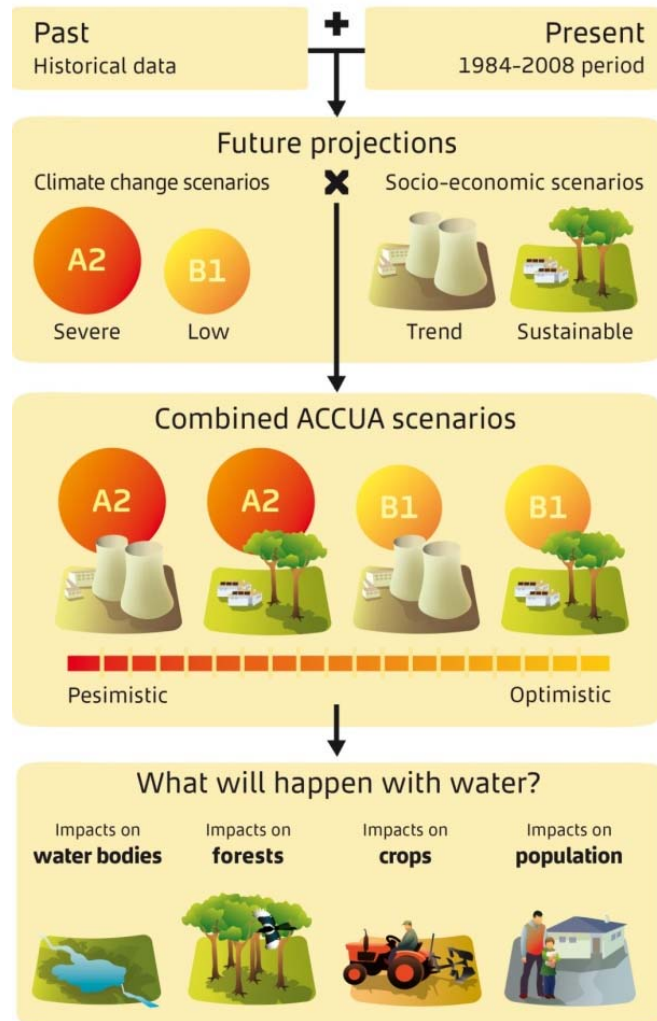 Past
Historical data
+
Present
1984-2008 period
Future projections
Climate change scenarios
×
Socio-economic scenarios
A2
B1
Severe
Low
Trend
Sustainable
Combined ACCUA scenarios
A2
A2
B1
B1
Pesimistic
Optimistic
What will happen with water?
Impacts on
water bodies
Impacts on
forests
Impacts on
crops
Impacts on
population